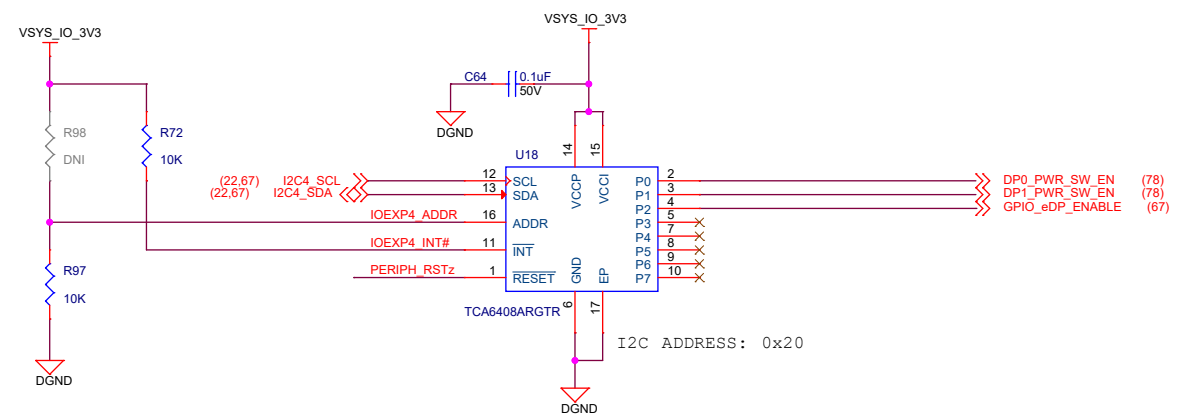 VSYS_IO_3V3
VSYS_IO_3V3
C64
0.1uF
50V
DGND
R98
DNI
R72
10K
U18
14
15
(22,67) I2C4_SCL 12 SCL
(22,67) I2C4_SDA 13 SDA
VCCP
VCCI
P0 2 DP0_PWR_SW_EN (78)
P1 3 DP1_PWR_SW_EN (78)
P2 4 GPIO_eDP_ENABLE (67)
IOEXP4_ADDR 16 ADDR
P3 5
P4 7
IOEXP4_INT# 11 INT
P5 8
P6 9
PERIPH_RSTz 1 RESET
GND
EP
P7 10
R97
10K
TCA6408ARGTR
6
17
I2C ADDRESS: 0x20
DGND
DGND